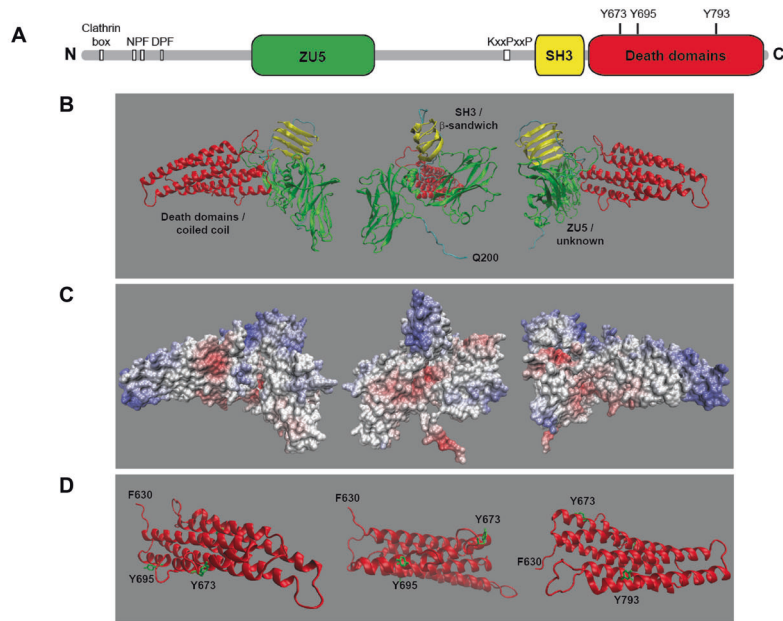 A
Clathrin
box
NPF DPF
KxxPxxP
Y673 Y695
Y793
N
ZU5
SH3
Death domains
C
B
SH3 /
β-sandwich
Death domains /
coiled coil
ZU5 /
unknown
Q200
C
D
F630
Y695
Y673
F630
Y673
Y695
Y673
F630
Y793